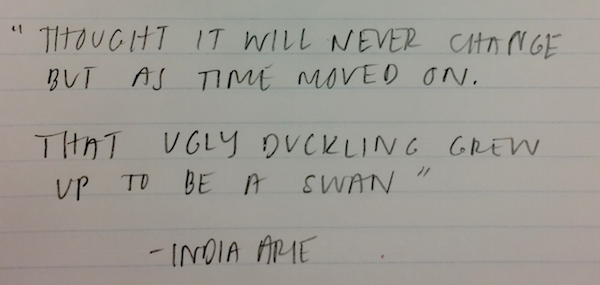 " THOUGHT IT WILL NEVER CHANGE
BUT AS TIME MOVED ON.
THAT UGLY DUCKLING GREW
UP TO BE A SWAN "
- INDIA ARIE